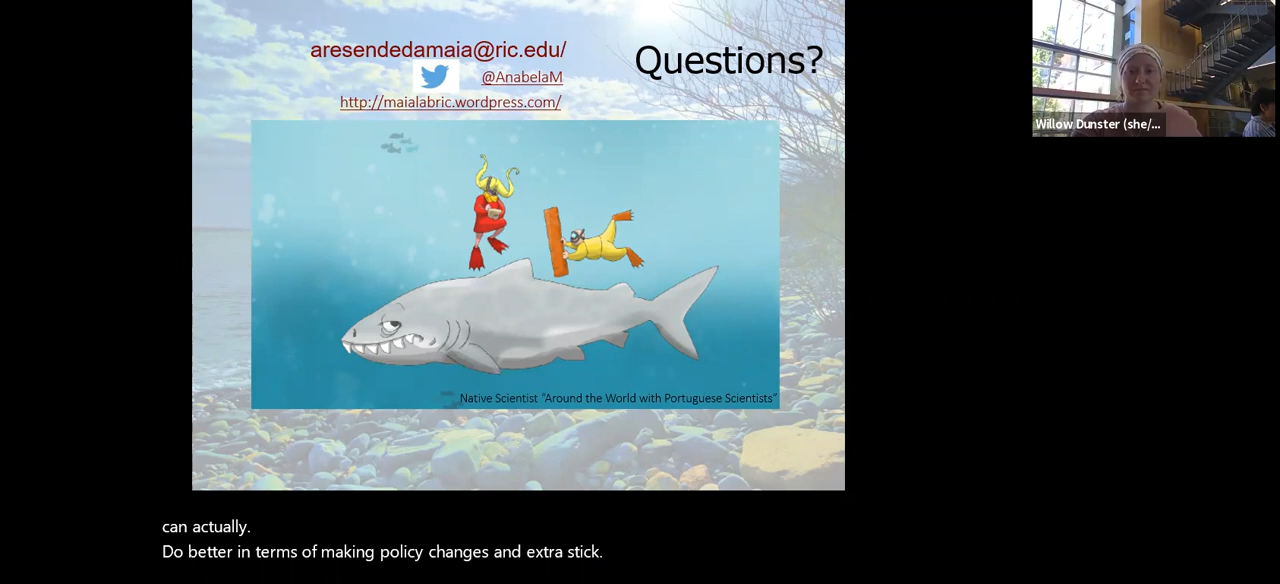 aresendedamaia@ric.edu/
Questions?
@AnabelaM
http://maialabric.wordpress.com/
Willow Dunster (she/...
Native Scientist "Around the World with Portuguese Scientists"
can actually.
Do better in terms of making policy changes and extra stick.